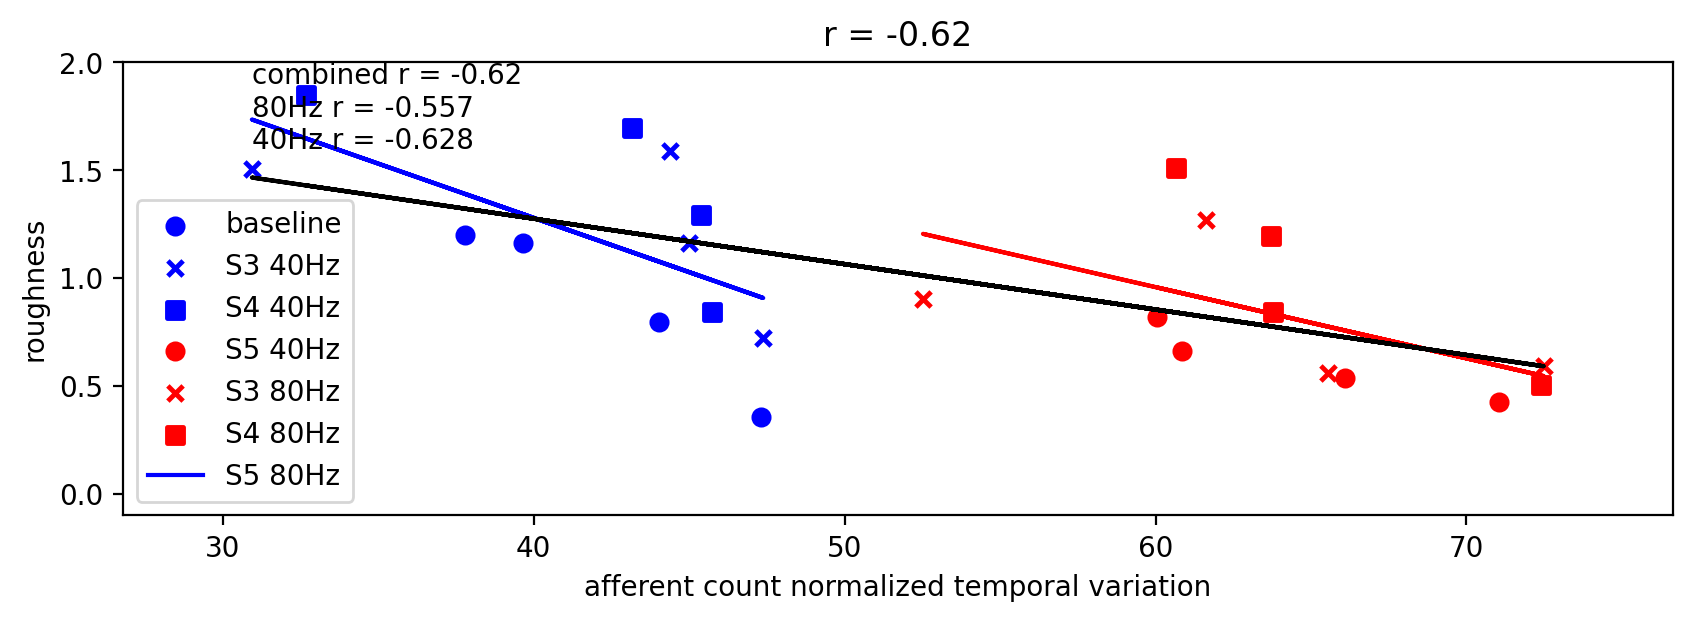 r = -0.62
combined r = -0.62
80Hz r = -0.557
40Hz r = -0.628
2.0
1.5
1.0
0.5
0.0
roughness
baseline
S3 40Hz
S4 40Hz
S5 40Hz
S3 80Hz
S4 80Hz
S5 80Hz
30 40 50 60 70
afferent count normalized temporal variation